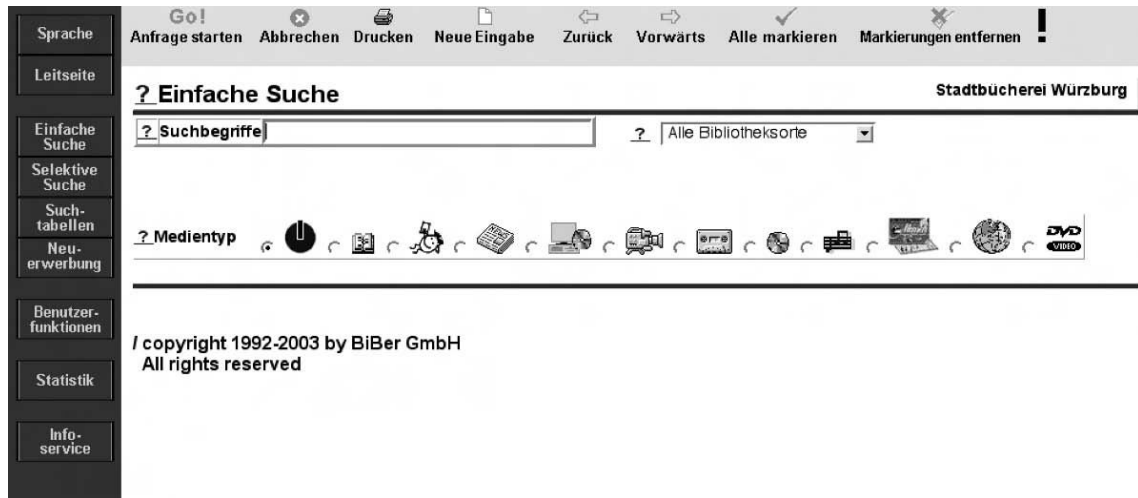 Sprache
Leitseite
Einfache
Suche
Selektive
Suche
Such-
tabellen
Neu-
erwerbung
Benutzer-
funktionen
Statistik
Info-
service
Go!
Anfrage starten Abbrechen Drucken Neue Eingabe Zurück Vorwärts Alle markieren Markierungen entfernen !
? Einfache Suche Stadtbücherei Würzburg
? Suchbegriffe ? Alle Bibliotheksorte
? Medientyp NEWS DVD
VIDEO
/ copyright 1992-2003 by BiBer GmbH
All rights reserved